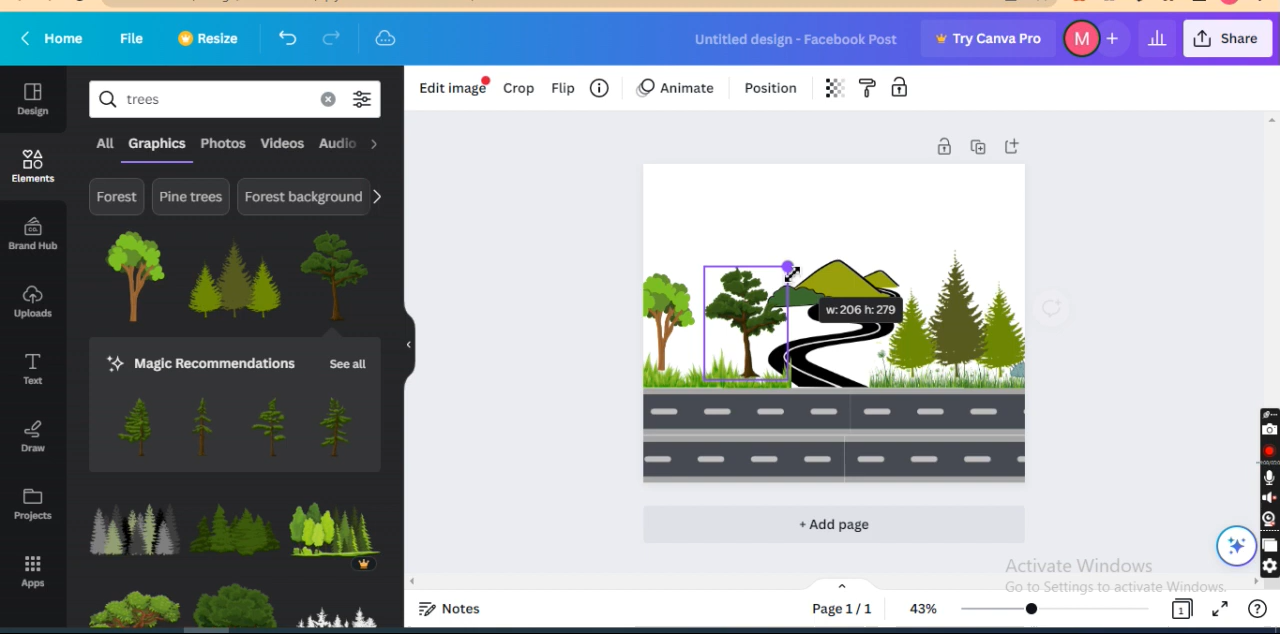 Home
File
Resize
Untitled design - Facebook Post
Try Canva Pro
M
+
Share
Design
Elements
Brand Hub
Uploads
Text
Draw
Projects
Apps
trees
All
Graphics
Photos
Videos
Audio
Forest
Pine trees
Forest background
Magic Recommendations
See all
Edit image
Crop
Flip
Animate
Position
w: 206 h: 279
+ Add page
Activate Windows
Go to Settings to activate Windows.
Notes
Page 1 / 1
43%
1
?